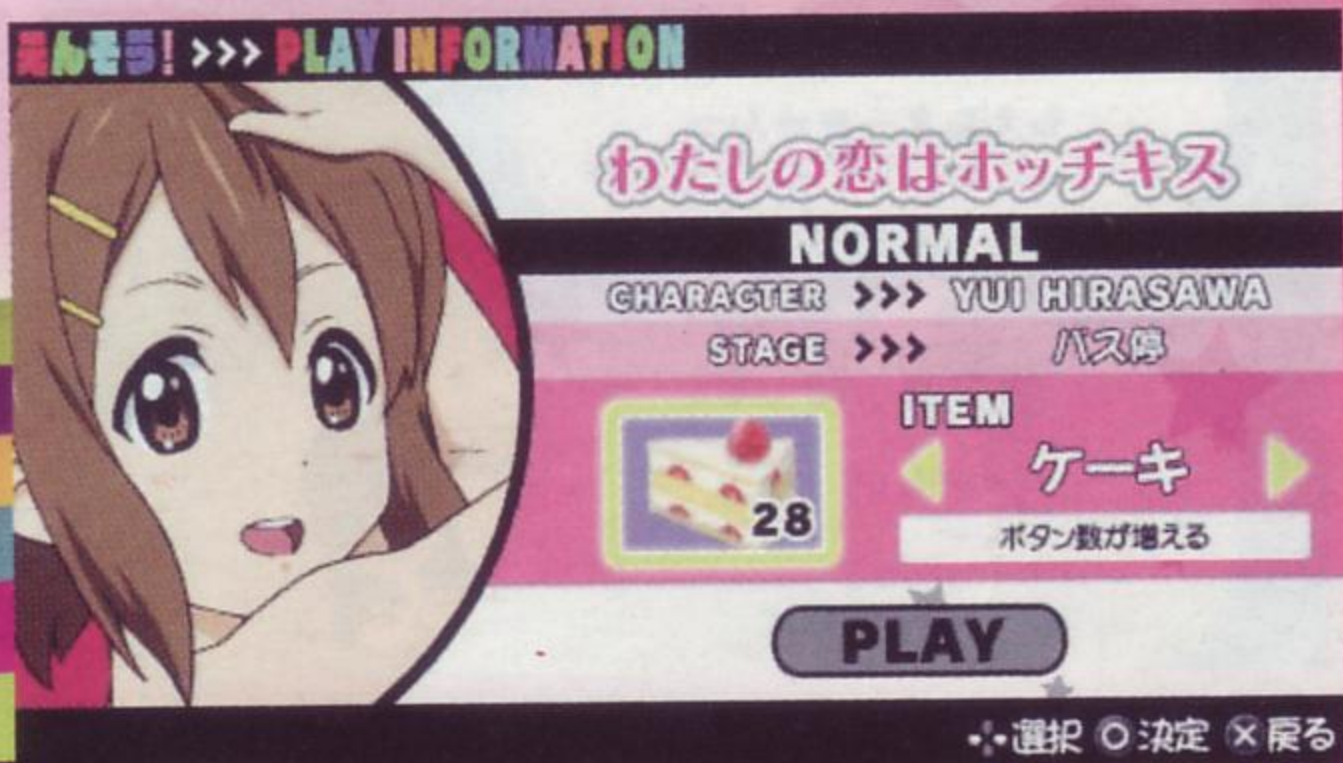 えんそう! >>> PLAY INFORMATION
わたしの恋はホッチキス
NORMAL
CHARACTER >>> YUI HIRASAWA
STAGE >>> バス停
ITEM
ケーキ
28
ボタン数が増える
PLAY
選択 ○決定 ×戻る